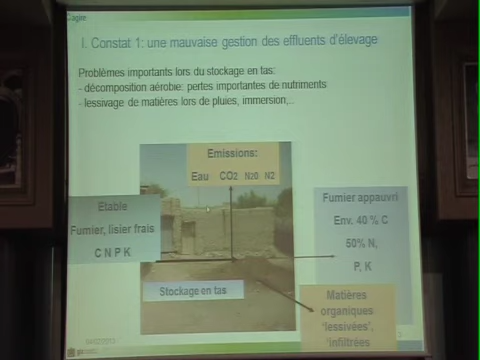 I. Constat 1: une mauvaise gestion des effluents d'élevage
Problèmes importants lors du stockage en tas:
- décomposition aérobie: pertes importantes de nutriments
- lessivage de matières lors de pluies, immersion,..
Emissions:
Eau CO2 N20 N2
Etable
Fumier, lisier frais
C N P K
Fumier appauvri
Env. 40 % C
50% N,
P, K
Stockage en tas
Matières
organiques
'lessivées',
'infiltrées